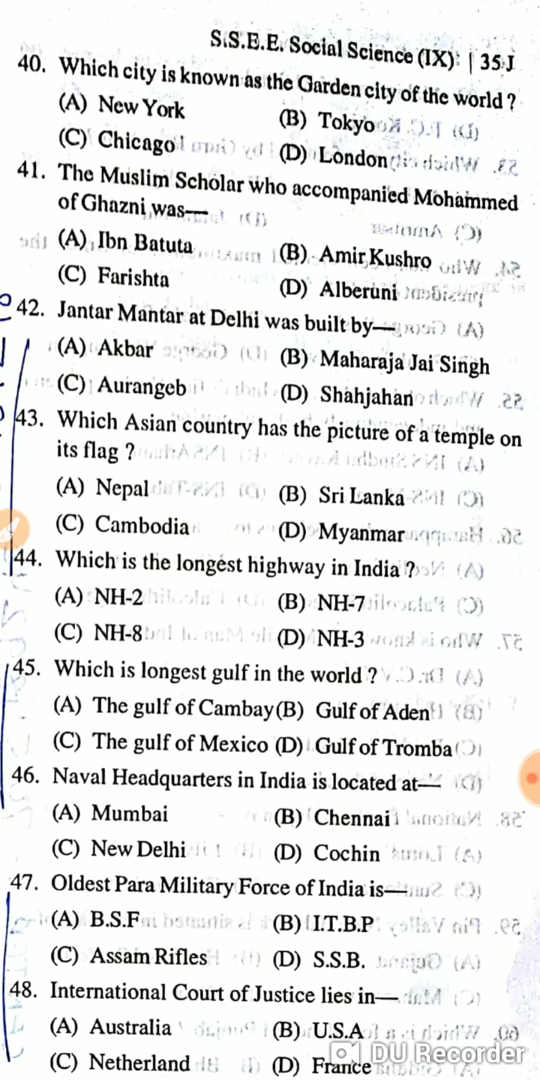 S.S.E.E. Social Science (IX) | 35 J
40. Which city is known as the Garden city of the world ?
(A) New York (B) Tokyo
(C) Chicago (D) London
41. The Muslim Scholar who accompanied Mohammed
of Ghazni was—
(A) Ibn Batuta (B) Amir Kushro
(C) Farishta (D) Alberuni
42. Jantar Mantar at Delhi was built by—
(A) Akbar (B) Maharaja Jai Singh
(C) Aurangeb (D) Shahjahan
43. Which Asian country has the picture of a temple on
its flag ?
(A) Nepal (B) Sri Lanka
(C) Cambodia (D) Myanmar
44. Which is the longest highway in India ?
(A) NH-2 (B) NH-7
(C) NH-8 (D) NH-3
45. Which is longest gulf in the world ?
(A) The gulf of Cambay (B) Gulf of Aden
(C) The gulf of Mexico (D) Gulf of Tromba
46. Naval Headquarters in India is located at—
(A) Mumbai (B) Chennai
(C) New Delhi (D) Cochin
47. Oldest Para Military Force of India is—
(A) B.S.F (B) I.T.B.P
(C) Assam Rifles (D) S.S.B.
48. International Court of Justice lies in—
(A) Australia (B) U.S.A
(C) Netherland (D) France
DU Recorder